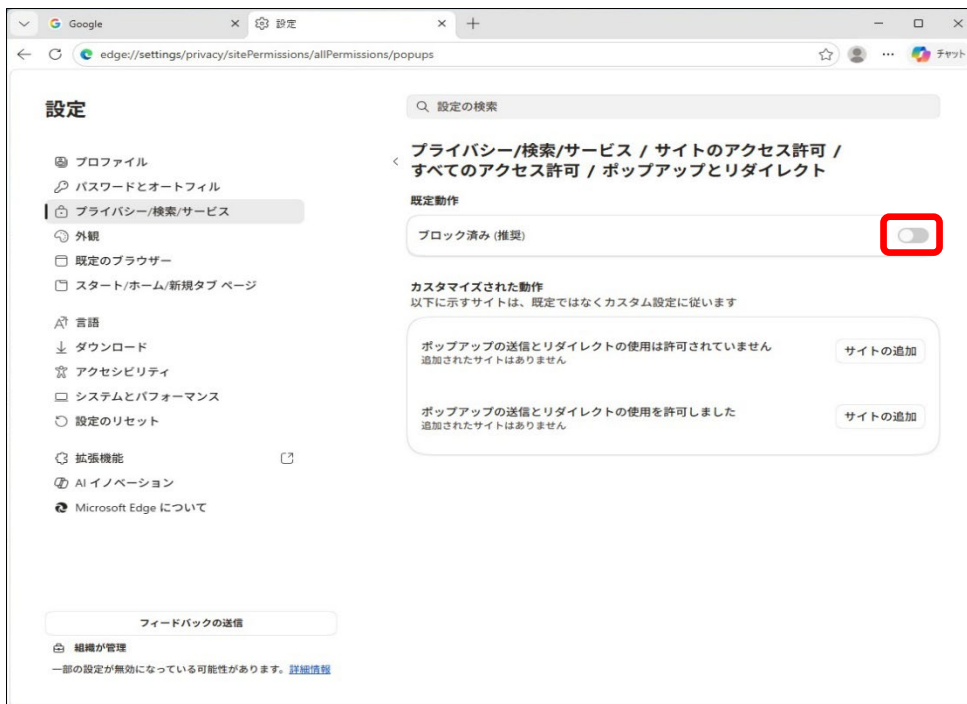 Google
設定
edge://settings/privacy/sitePermissions/allPermissions/popups
チャット
設定
設定の検索
プロファイル
パスワードとオートフィル
プライバシー/検索/サービス
外観
既定のブラウザー
スタート/ホーム/新規タブ ページ
言語
ダウンロード
アクセシビリティ
システムとパフォーマンス
設定のリセット
拡張機能
AI イノベーション
Microsoft Edge について
フィードバックの送信
組織が管理
一部の設定が無効になっている可能性があります。詳細情報
プライバシー/検索/サービス / サイトのアクセス許可 /
すべてのアクセス許可 / ポップアップとリダイレクト
既定動作
ブロック済み (推奨)
カスタマイズされた動作
以下に示すサイトは、既定ではなくカスタム設定に従います
ポップアップの送信とリダイレクトの使用は許可されていません
追加されたサイトはありません
サイトの追加
ポップアップの送信とリダイレクトの使用を許可しました
追加されたサイトはありません
サイトの追加